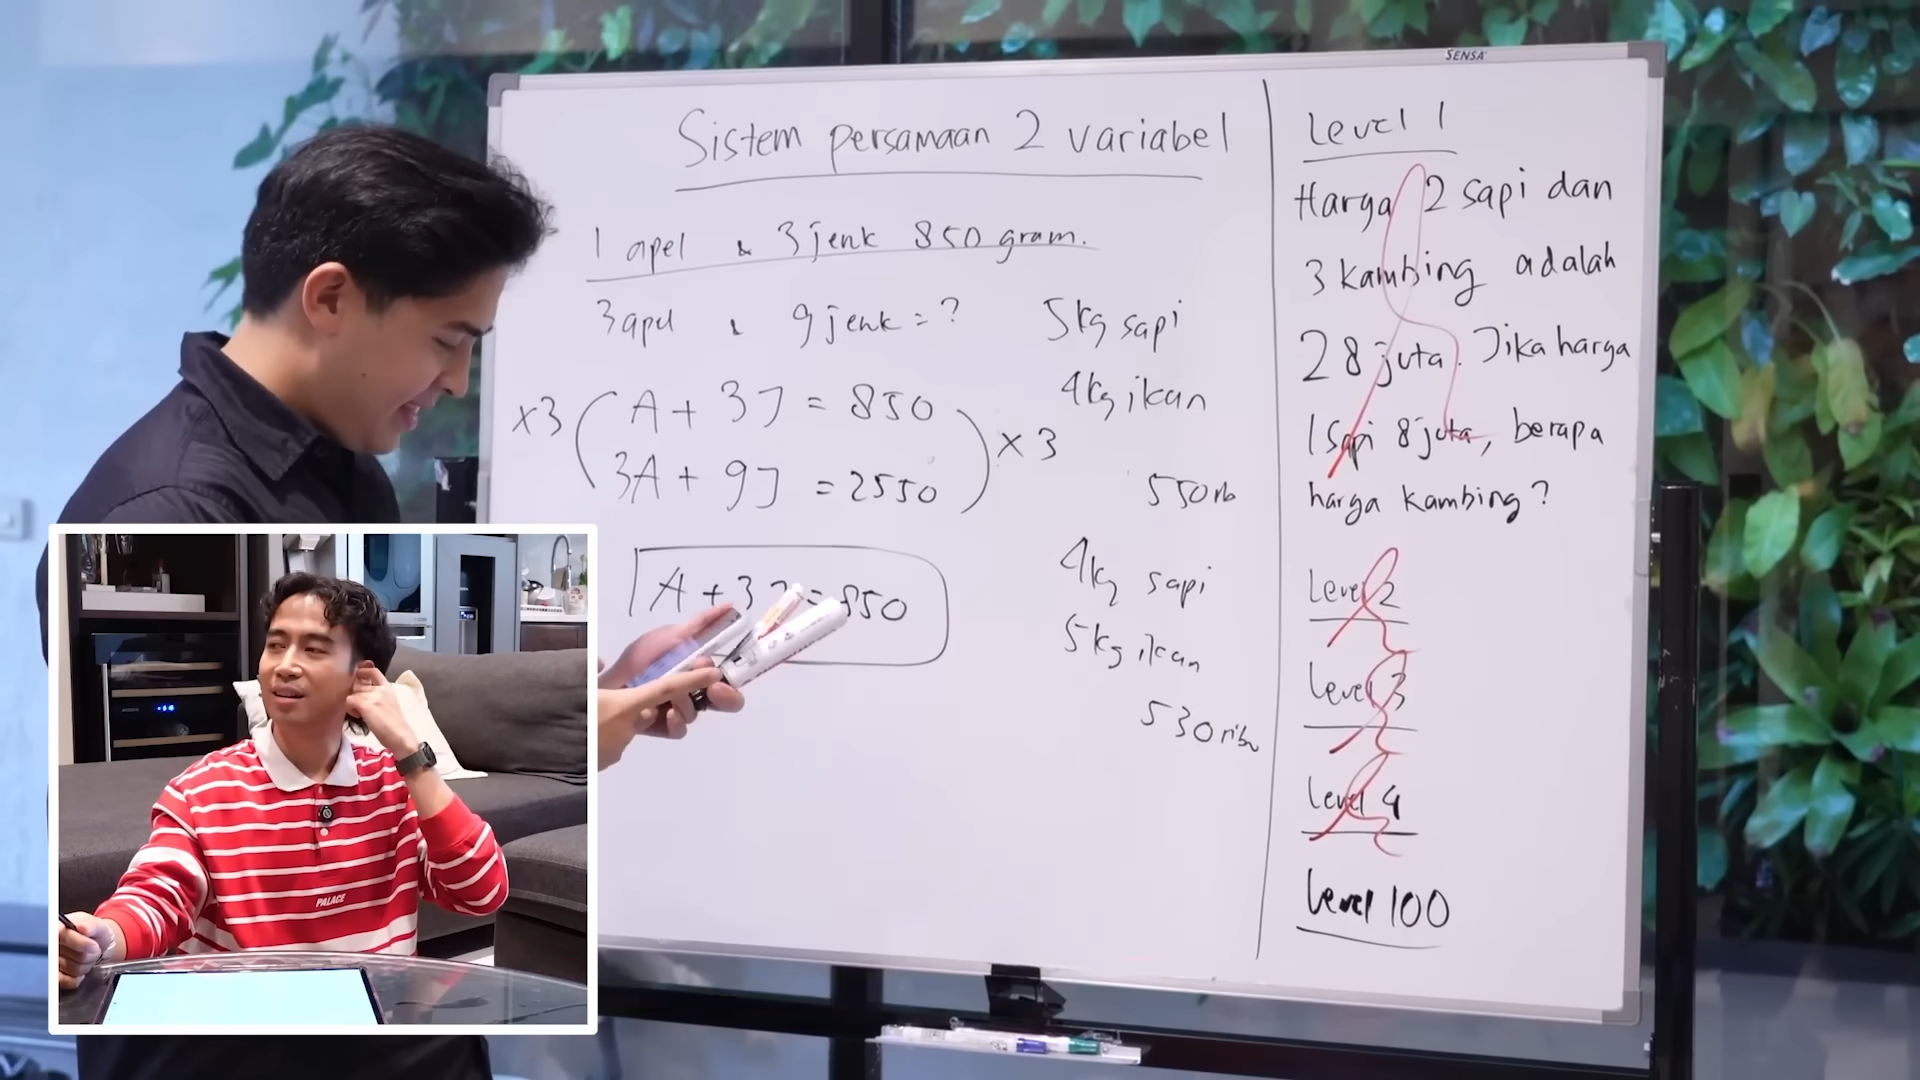 SENSA
Sistem persamaan 2 variabel
1 apel & 3 jenk 850 gram.
3 apel & 9 jenk = ?
x3 ( A + 3J = 850 ) x3
3A + 9J = 2550
A + 3J = 850
5kg sapi
4kg ikan
550rb
4kg sapi
5kg ikan
530 ribu
Level 1
Harga 2 sapi dan
3 kambing adalah
28 juta. Jika harga
1 Sapi 8 juta, berapa
harga kambing?
Level 2
Level 3
Level 4
Level 100
PALACE